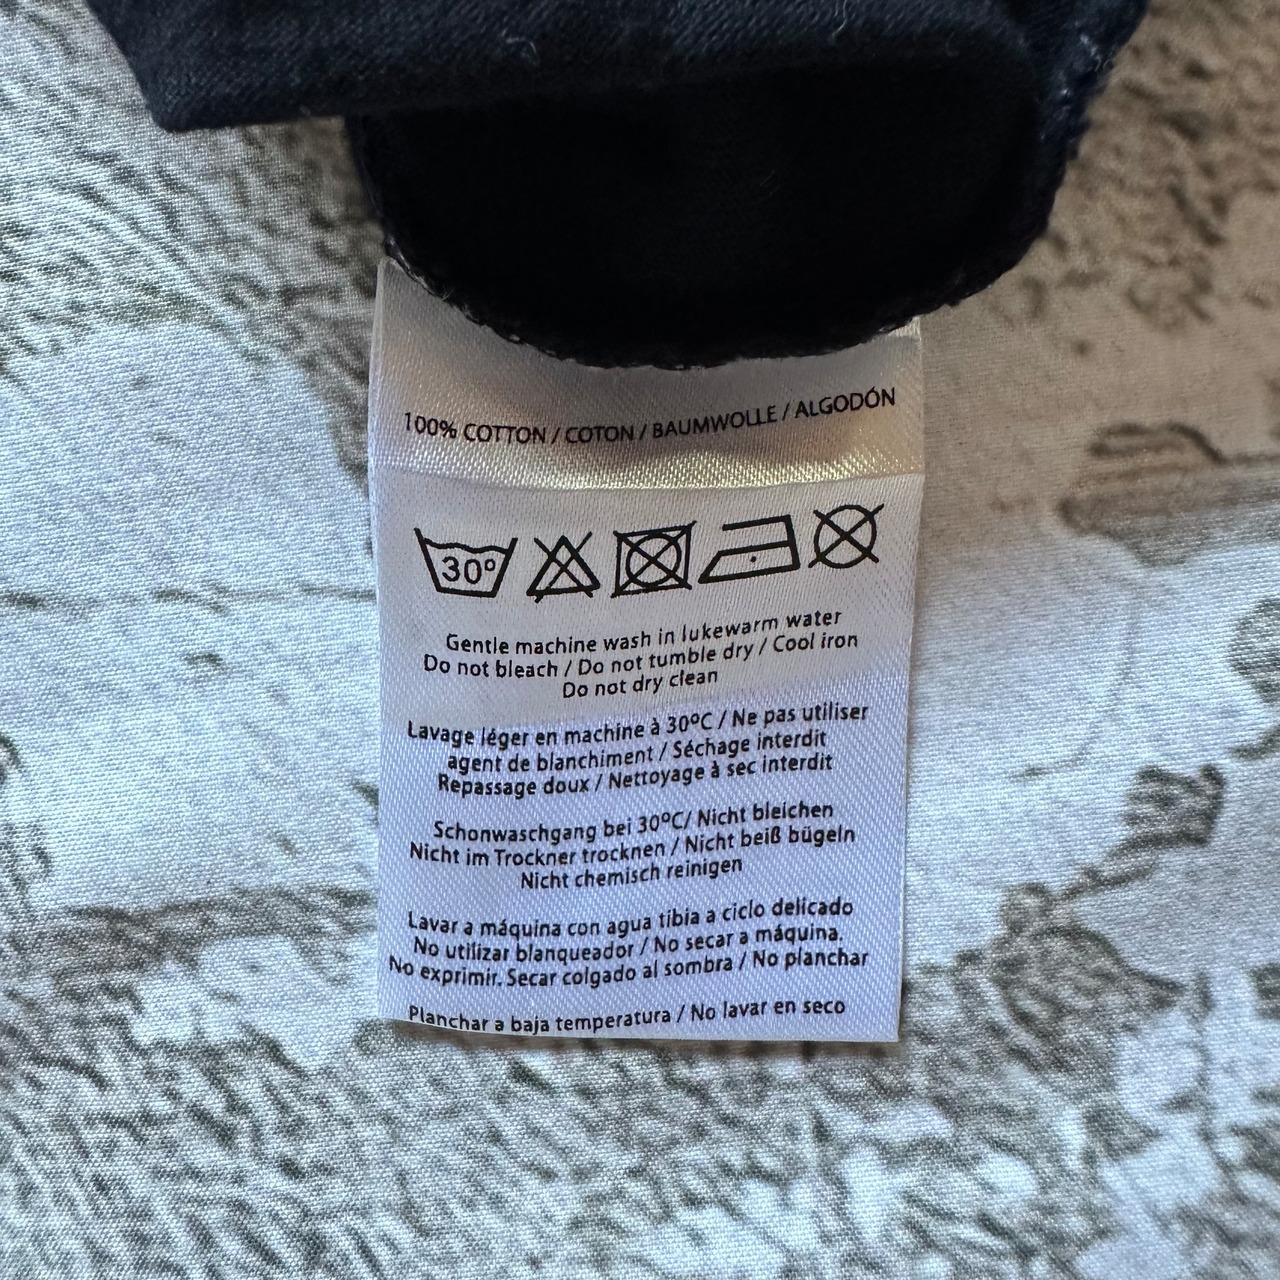 100% COTTON / COTON / BAUMWOLLE / ALGODÓN
30º
Gentle machine wash in lukewarm water
Do not bleach / Do not tumble dry / Cool iron
Do not dry clean
Lavage léger en machine à 30ºC / Ne pas utiliser
agent de blanchiment / Séchage interdit
Repassage doux / Nettoyage à sec interdit
Schonwaschgang bei 30ºC/ Nicht bleichen
Nicht im Trockner trocknen / Nicht beiß bügeln
Nicht chemisch reinigen
Lavar a máquina con agua tibia a ciclo delicado
No utilizar blanqueador / No secar a máquina.
No exprimir. Secar colgado al sombra / No planchar
Planchar a baja temperatura / No lavar en seco